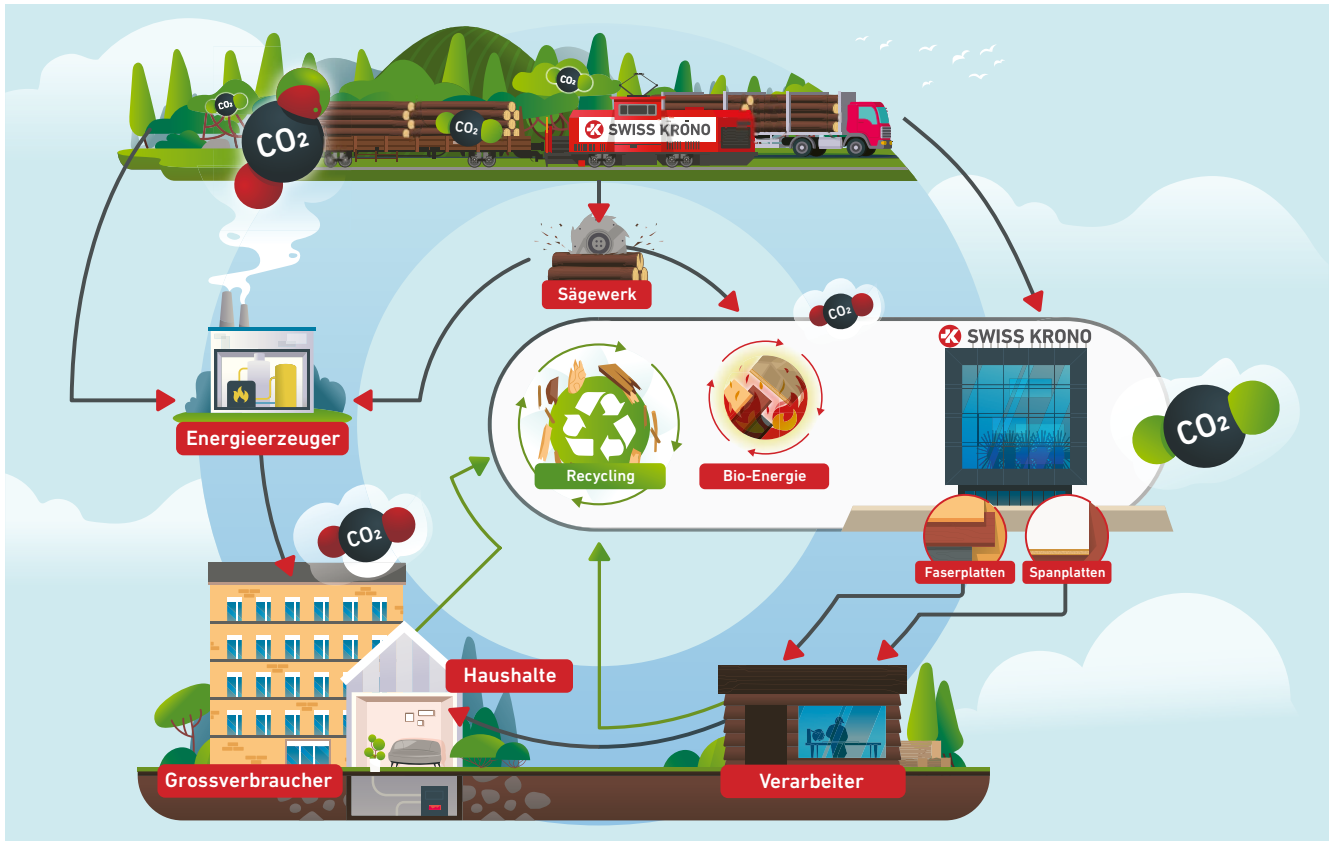 CO₂
CO₂
CO₂
CO₂
SWISS KRONO
Sägewerk
CO₂
SWISS KRONO
CO₂
Energieerzeuger
Recycling
Bio-Energie
CO₂
Faserplatten
Spanplatten
Haushalte
Grossverbraucher
Verarbeiter